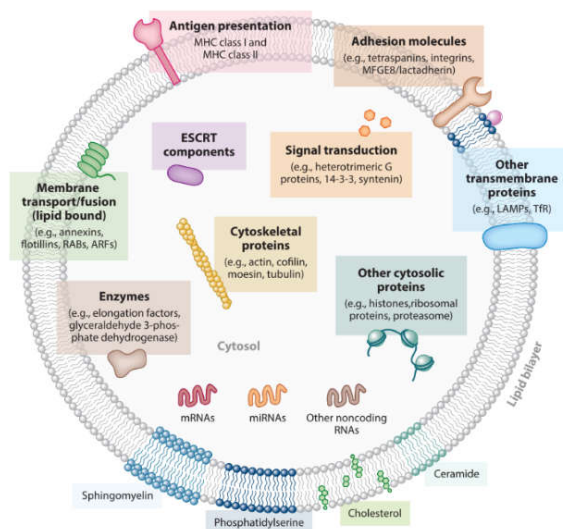 Antigen presentation
MHC class I and
MHC class II
Adhesion molecules
(e.g., tetraspanins, integrins,
MFGE8/lactadherin)
ESCRT
components
Signal transduction
(e.g., heterotrimeric G
proteins, 14-3-3, syntenin)
Other
transmembrane
proteins
(e.g., LAMPs, TfR)
Membrane
transport/fusion
(lipid bound)
(e.g., annexins,
flotillins, RABs, ARFs)
Cytoskeletal
proteins
(e.g., actin, cofilin,
moesin, tubulin)
Other cytosolic
proteins
(e.g., histones,ribosomal
proteins, proteasome)
Enzymes
(e.g., elongation factors,
glyceraldehyde 3-phos-
phate dehydrogenase)
Cytosol
Lipid bilayer
mRNAs
miRNAs
Other noncoding
RNAs
Ceramide
Sphingomyelin
Cholesterol
Phosphatidylserine